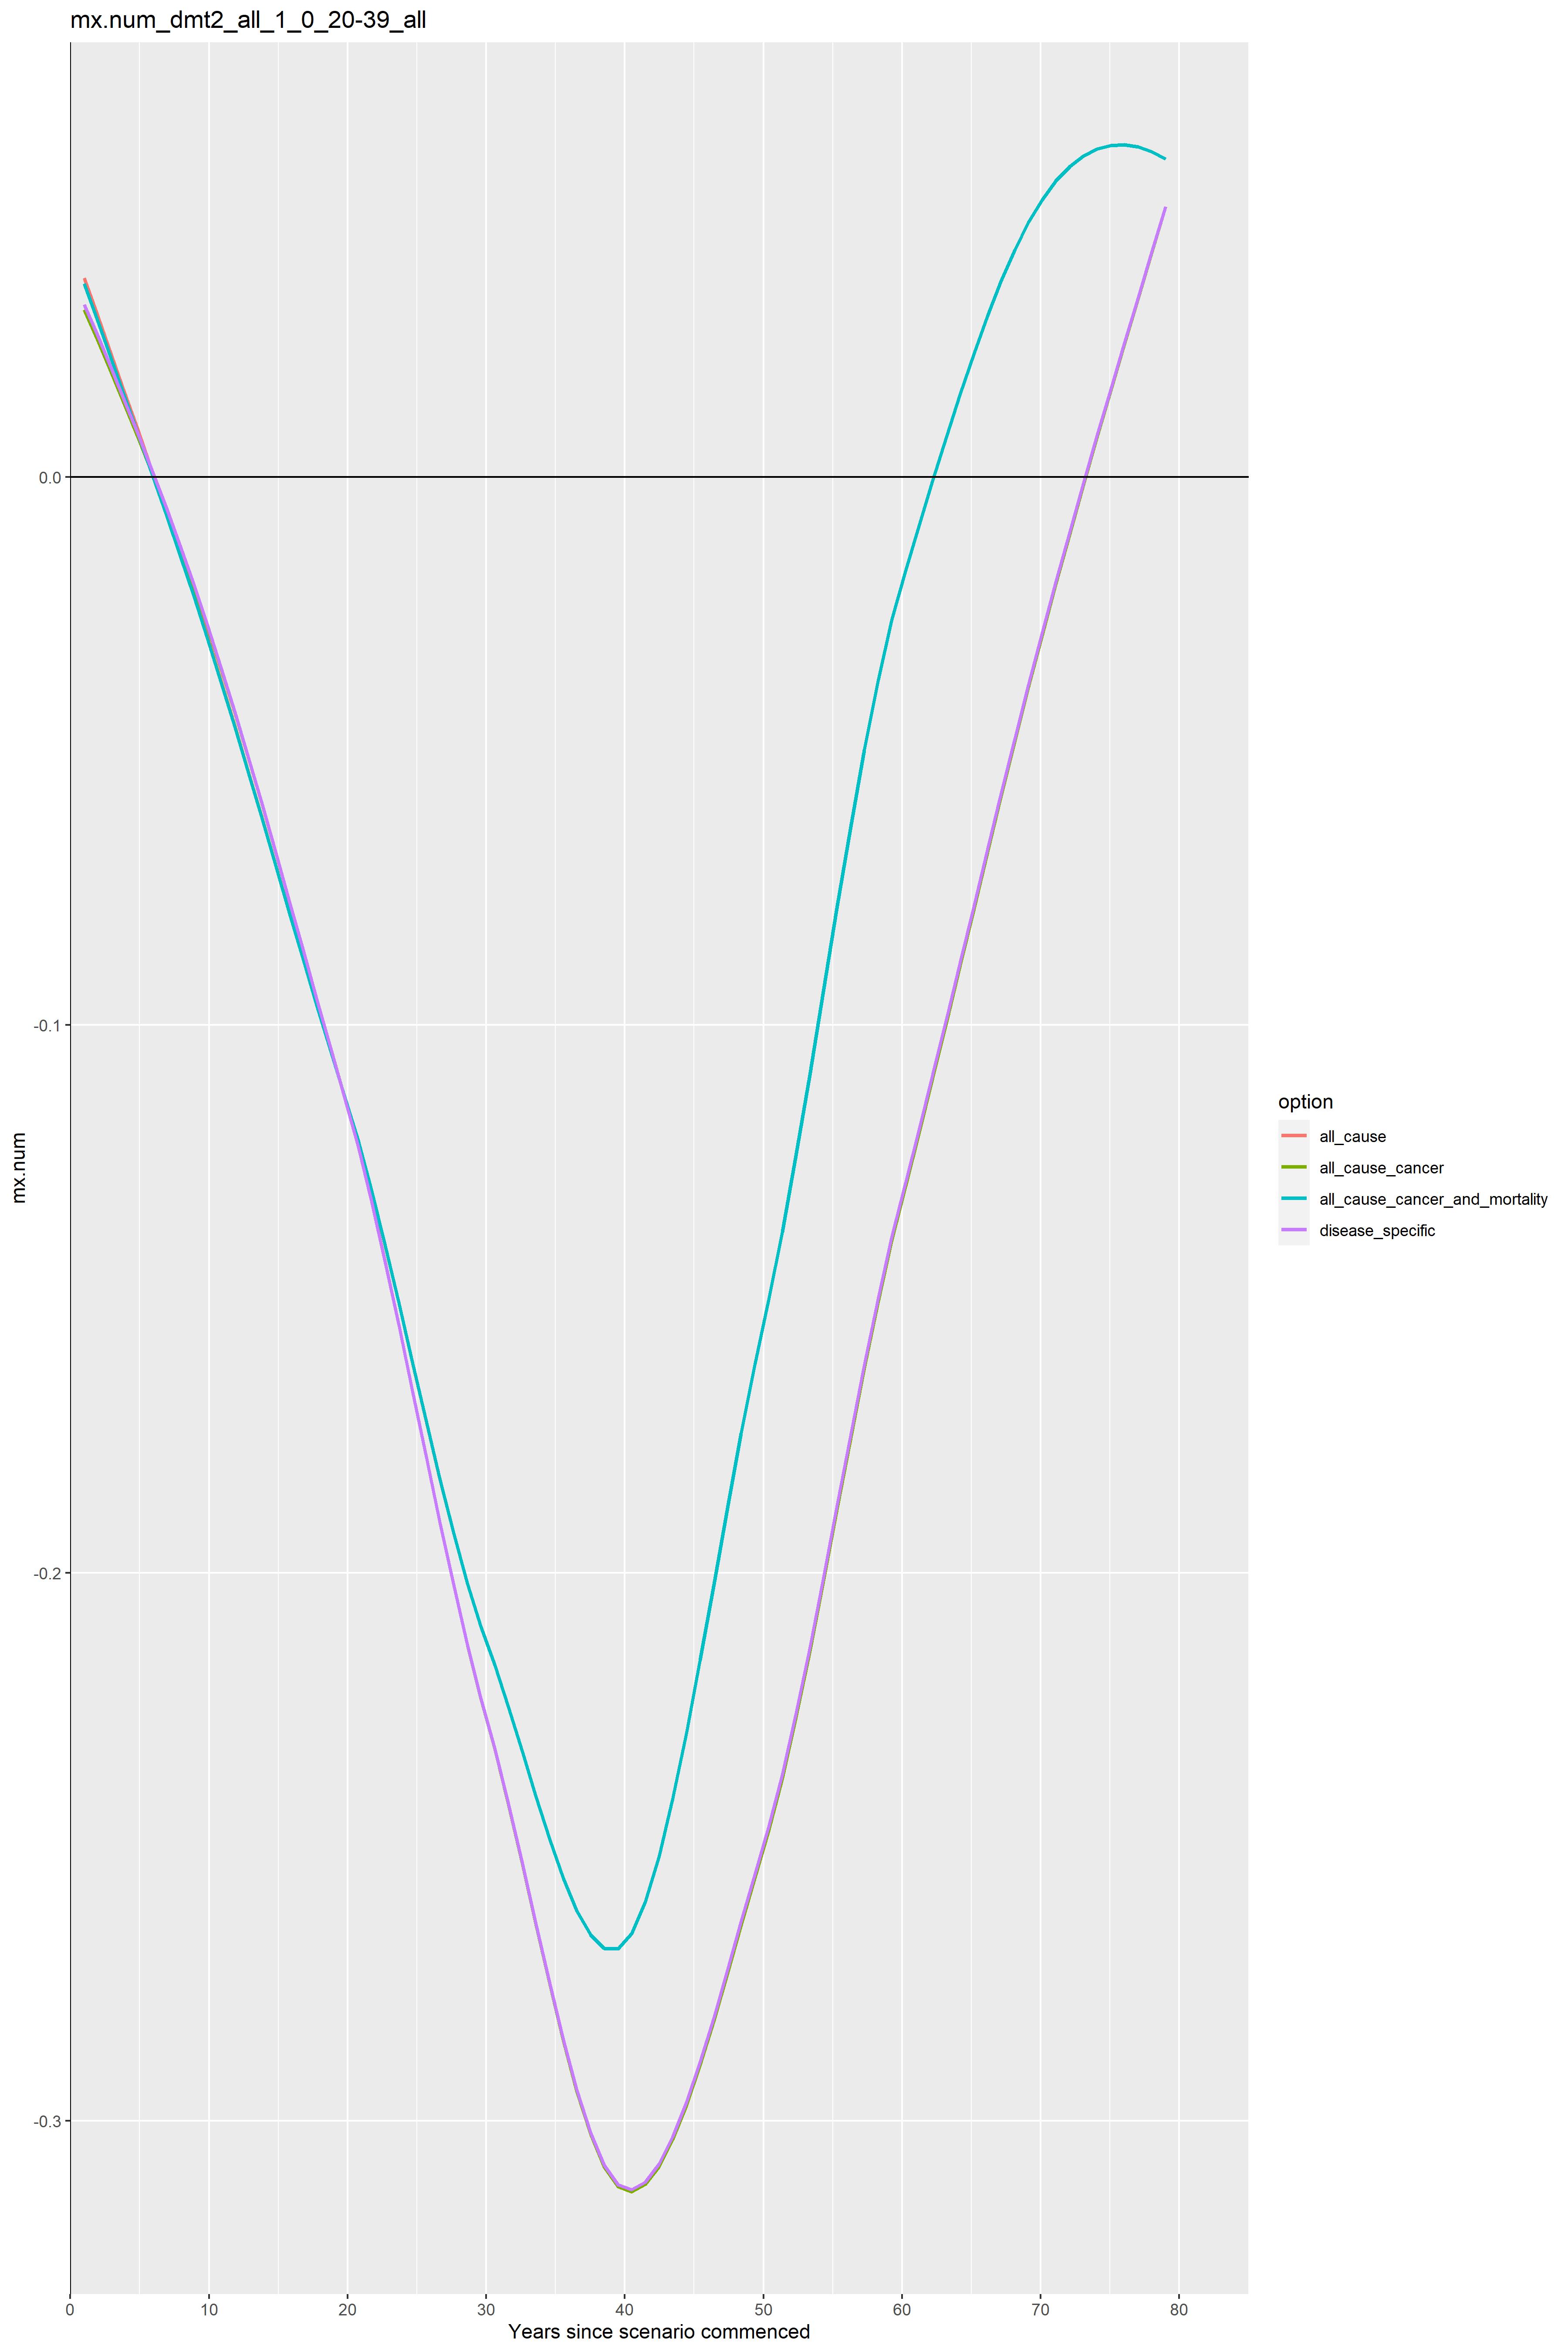 mx.num_dmt2_all_1_0_20-39_all
0.0
-0.1
-0.2
-0.3
mx.num
0 10 20 30 40 50 60 70 80
Years since scenario commenced
option
all_cause
all_cause_cancer
all_cause_cancer_and_mortality
disease_specific